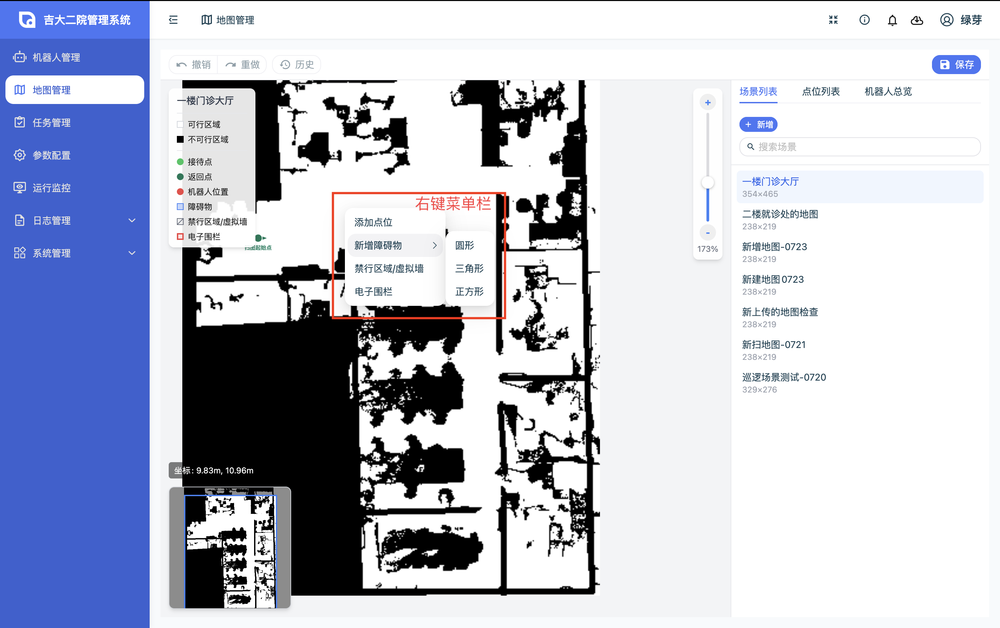 吉大二院管理系统
地图管理
绿芽
机器人管理
地图管理
任务管理
参数配置
运行监控
日志管理
系统管理
撤销
重做
历史
保存
一楼门诊大厅
可行区域
不可行区域
接待点
返回点
机器人位置
障碍物
禁行区域/虚拟墙
电子围栏
扫图起始点
右键菜单栏
添加点位
新增障碍物
禁行区域/虚拟墙
电子围栏
圆形
三角形
正方形
+
-
173%
坐标: 9.83m, 10.96m
场景列表
点位列表
机器人总览
+ 新增
搜索场景
一楼门诊大厅
354×465
二楼就诊处的地图
238×219
新增地图-0723
238×219
新建地图0723
238×219
新上传的地图检查
238×219
新扫地图-0721
238×219
巡逻场景测试-0720
329×276